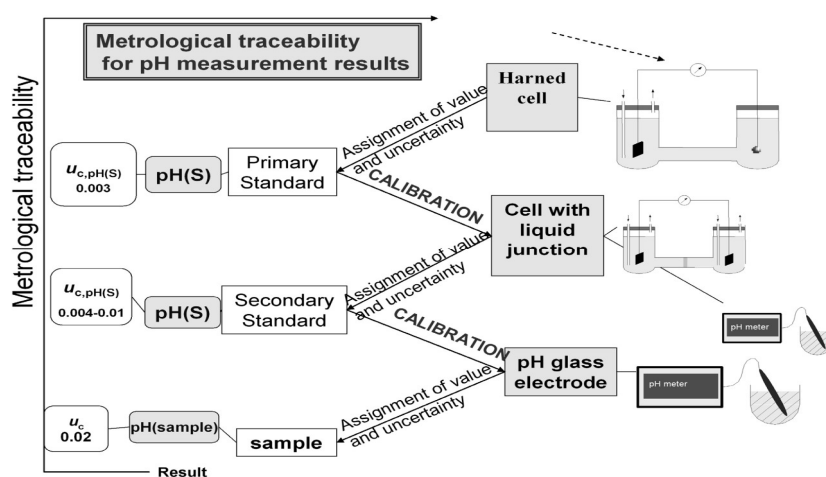 Metrological traceability
for pH measurement results
Metrological traceability
Harned
cell
Assignment of value
and uncertainty
uc,pH(S)
0.003
pH(S)
Primary
Standard
CALIBRATION
Cell with
liquid
junction
Assignment of value
and uncertainty
uc,pH(S)
0.004-0.01
pH(S)
Secondary
Standard
CALIBRATION
pH meter
pH glass
electrode
pH meter
Assignment of value
and uncertainty
uc
0.02
pH(sample)
sample
Result